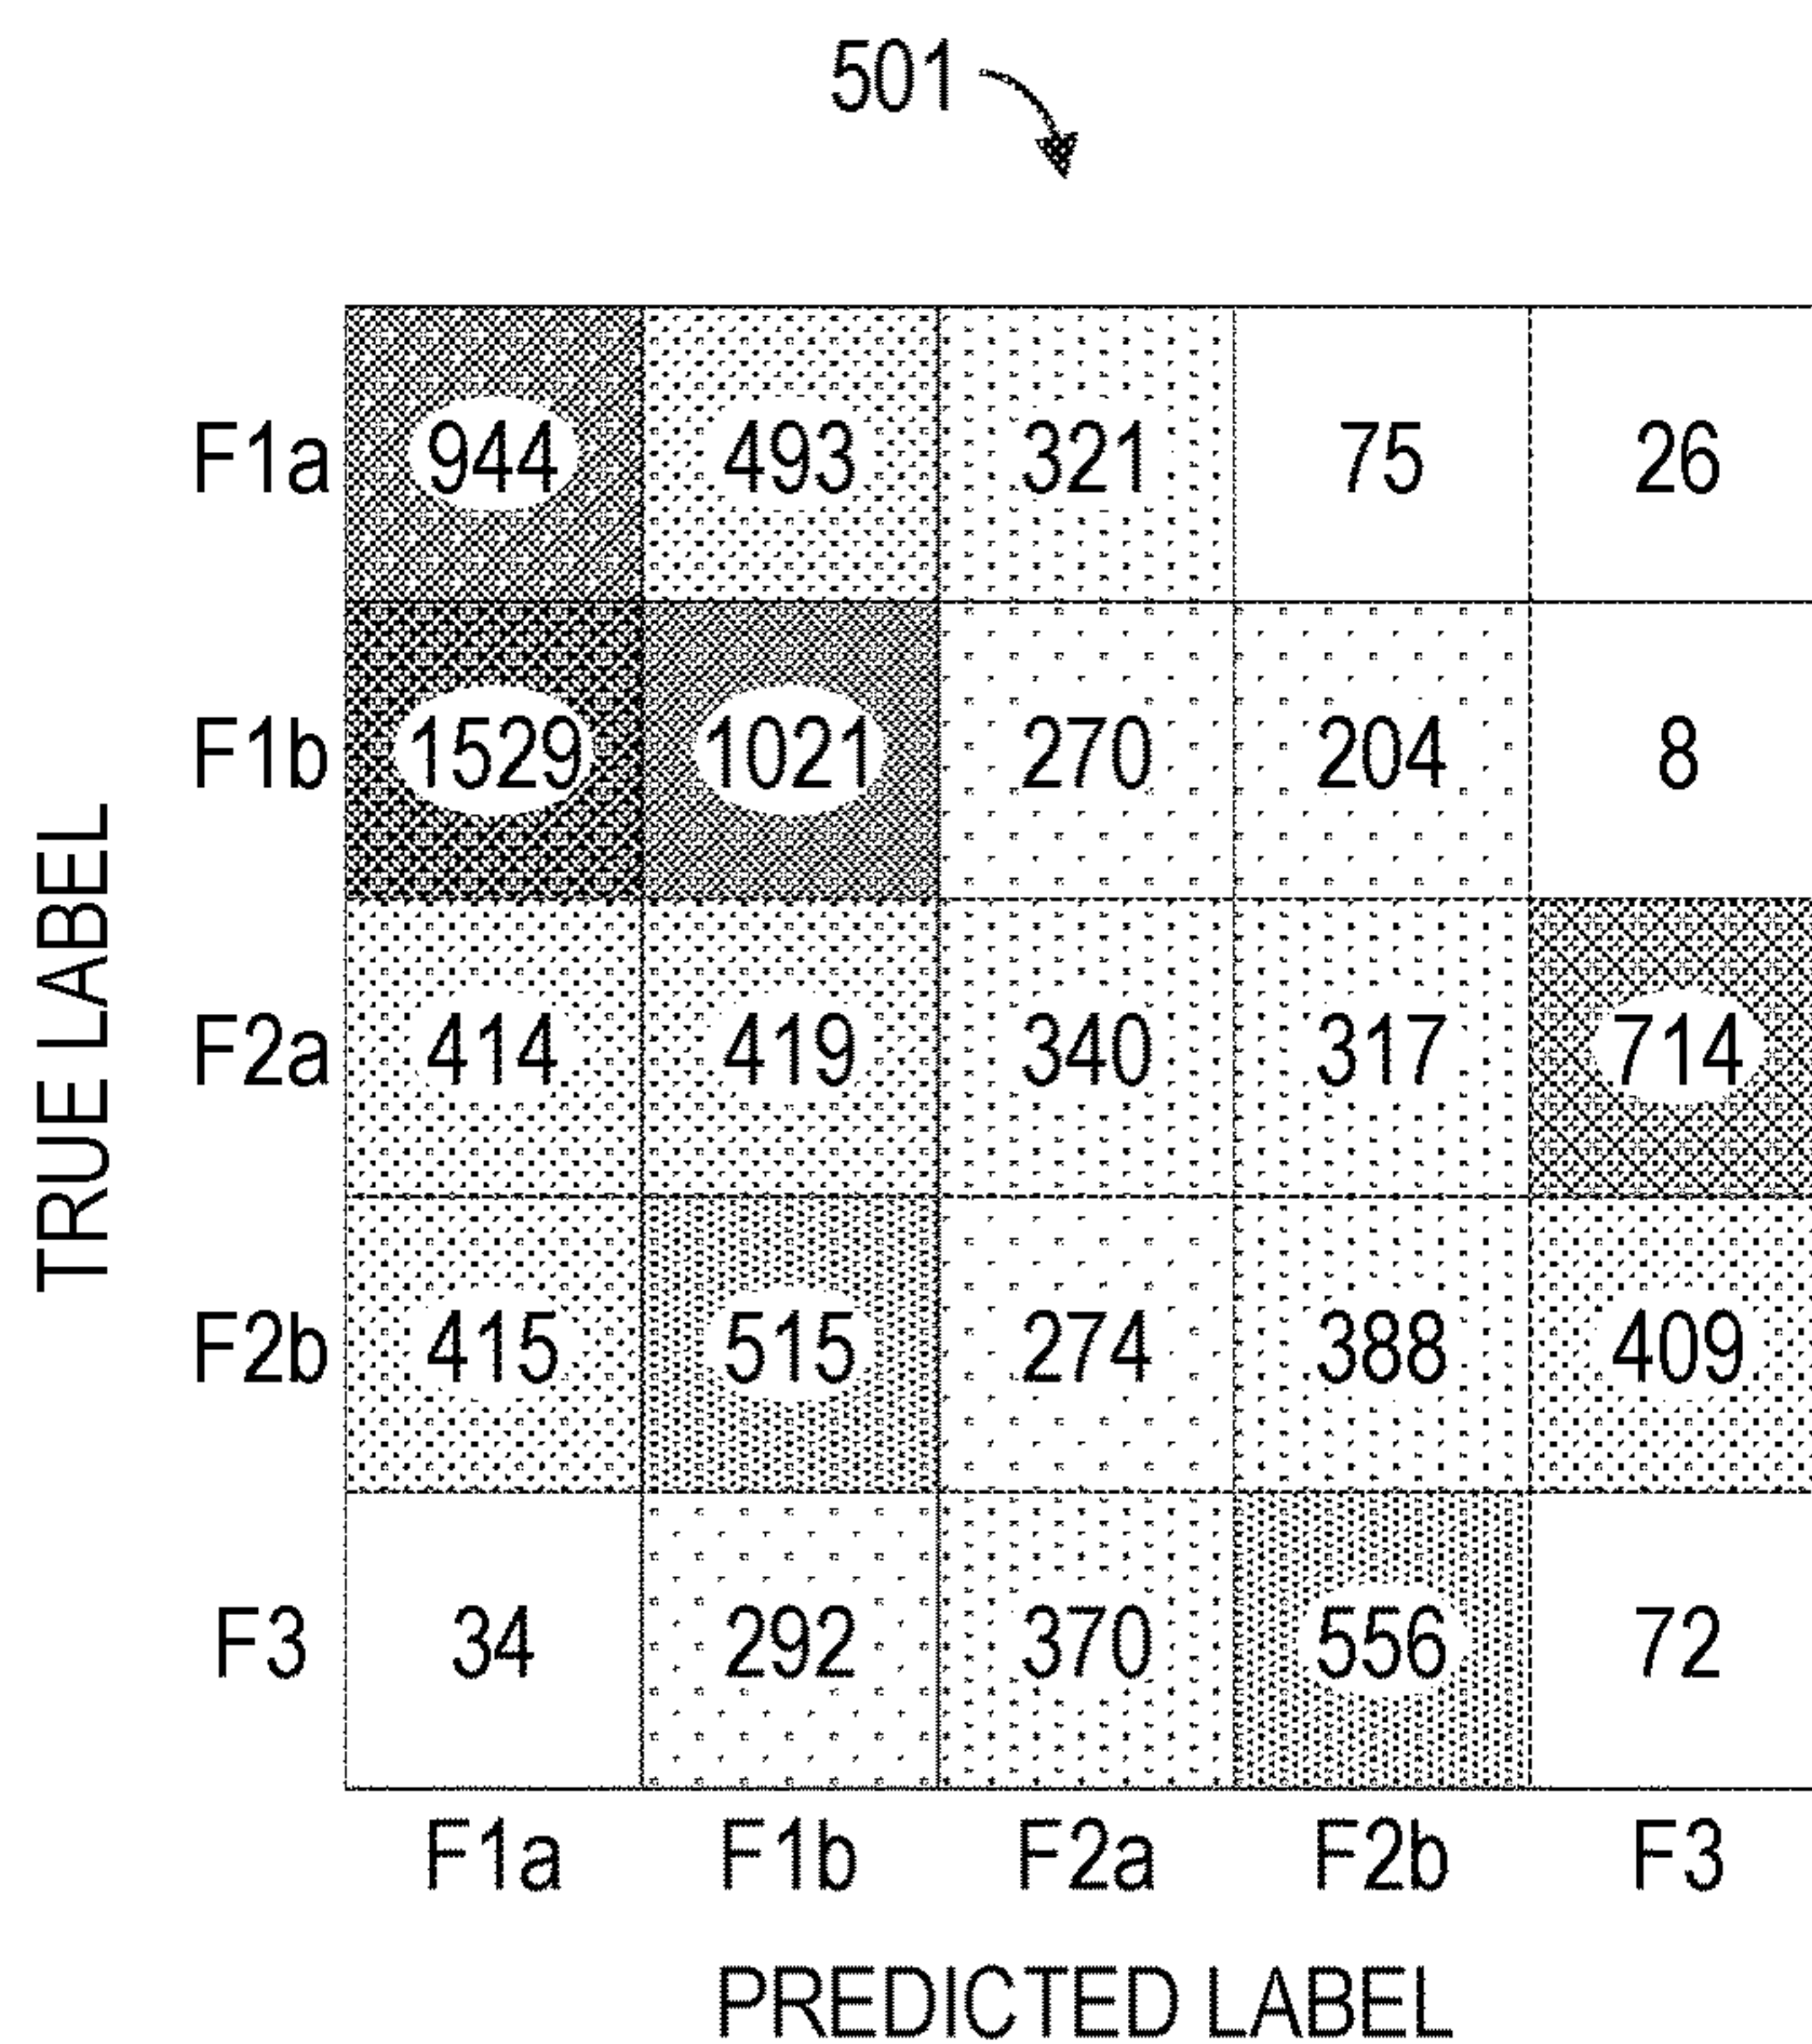 501
TRUE LABEL
F1a 944 493 321 75 26
F1b 1529 1021 270 204 8
F2a 414 419 340 317 714
F2b 415 515 274 388 409
F3 34 292 370 556 72
F1a F1b F2a F2b F3
PREDICTED LABEL